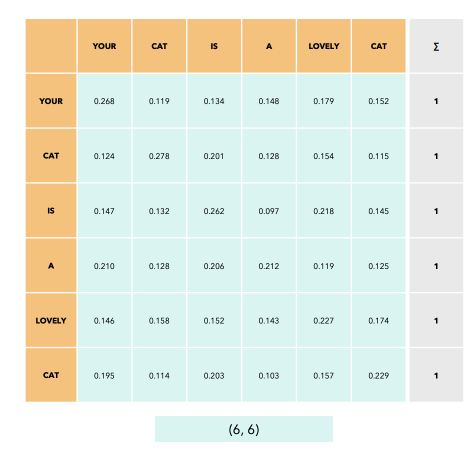 YOUR CAT IS A LOVELY CAT Σ
YOUR 0.268 0.119 0.134 0.148 0.179 0.152 1
CAT 0.124 0.278 0.201 0.128 0.154 0.115 1
IS 0.147 0.132 0.262 0.097 0.218 0.145 1
A 0.210 0.128 0.206 0.212 0.119 0.125 1
LOVELY 0.146 0.158 0.152 0.143 0.227 0.174 1
CAT 0.195 0.114 0.203 0.103 0.157 0.229 1
(6, 6)